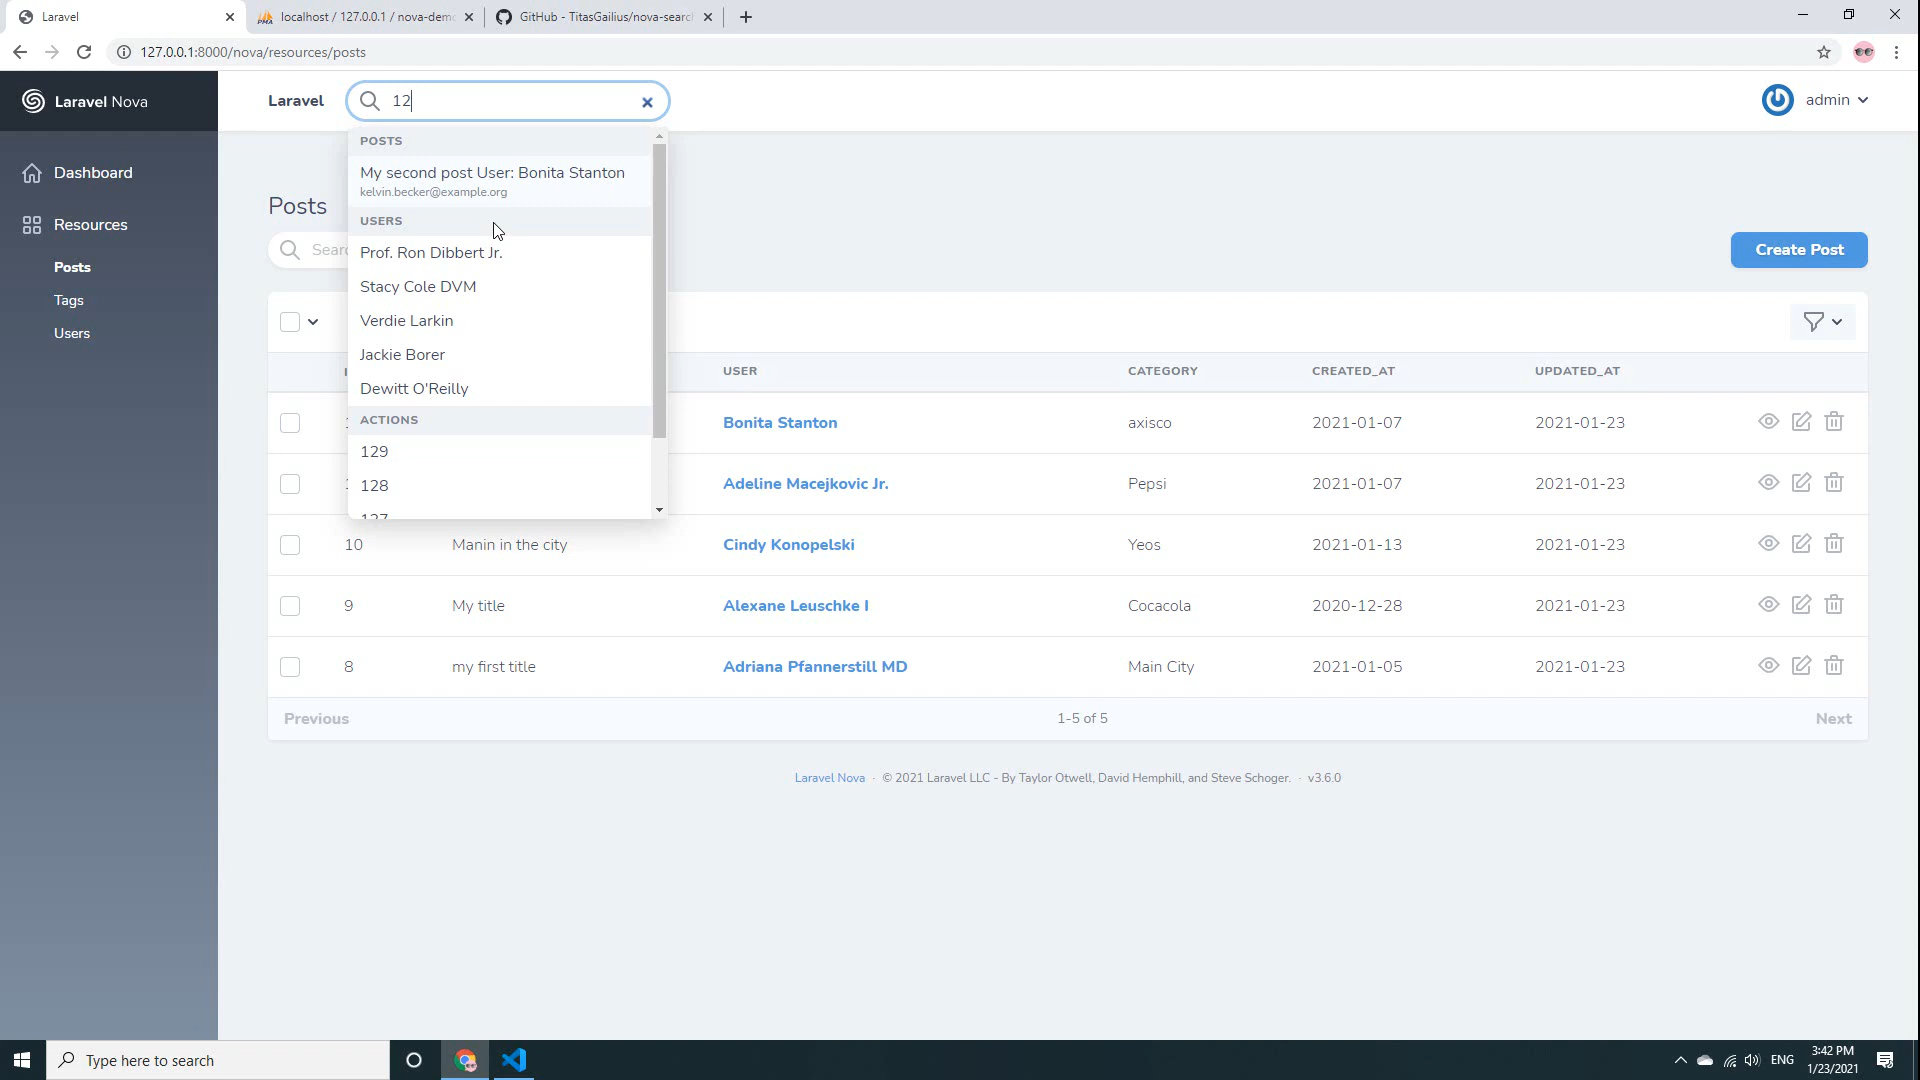 Laravel
localhost / 127.0.0.1 / nova-demo
GitHub - TitasGailius/nova-searc
127.0.0.1:8000/nova/resources/posts
Laravel Nova
Laravel
12
admin
POSTS
My second post User: Bonita Stanton
kelvin.becker@example.org
USERS
Prof. Ron Dibbert Jr.
Stacy Cole DVM
Verdie Larkin
Jackie Borer
Dewitt O'Reilly
ACTIONS
129
128
127
Dashboard
Resources
Posts
Tags
Users
Posts
Sear
Create Post
USER CATEGORY CREATED_AT UPDATED_AT
Bonita Stanton axisco 2021-01-07 2021-01-23
Adeline Macejkovic Jr. Pepsi 2021-01-07 2021-01-23
10 Manin in the city Cindy Konopelski Yeos 2021-01-13 2021-01-23
9 My title Alexane Leuschke I Cocacola 2020-12-28 2021-01-23
8 my first title Adriana Pfannerstill MD Main City 2021-01-05 2021-01-23
Previous 1-5 of 5 Next
Laravel Nova · © 2021 Laravel LLC - By Taylor Otwell, David Hemphill, and Steve Schoger. · v3.6.0
Type here to search
ENG
3:42 PM
1/23/2021